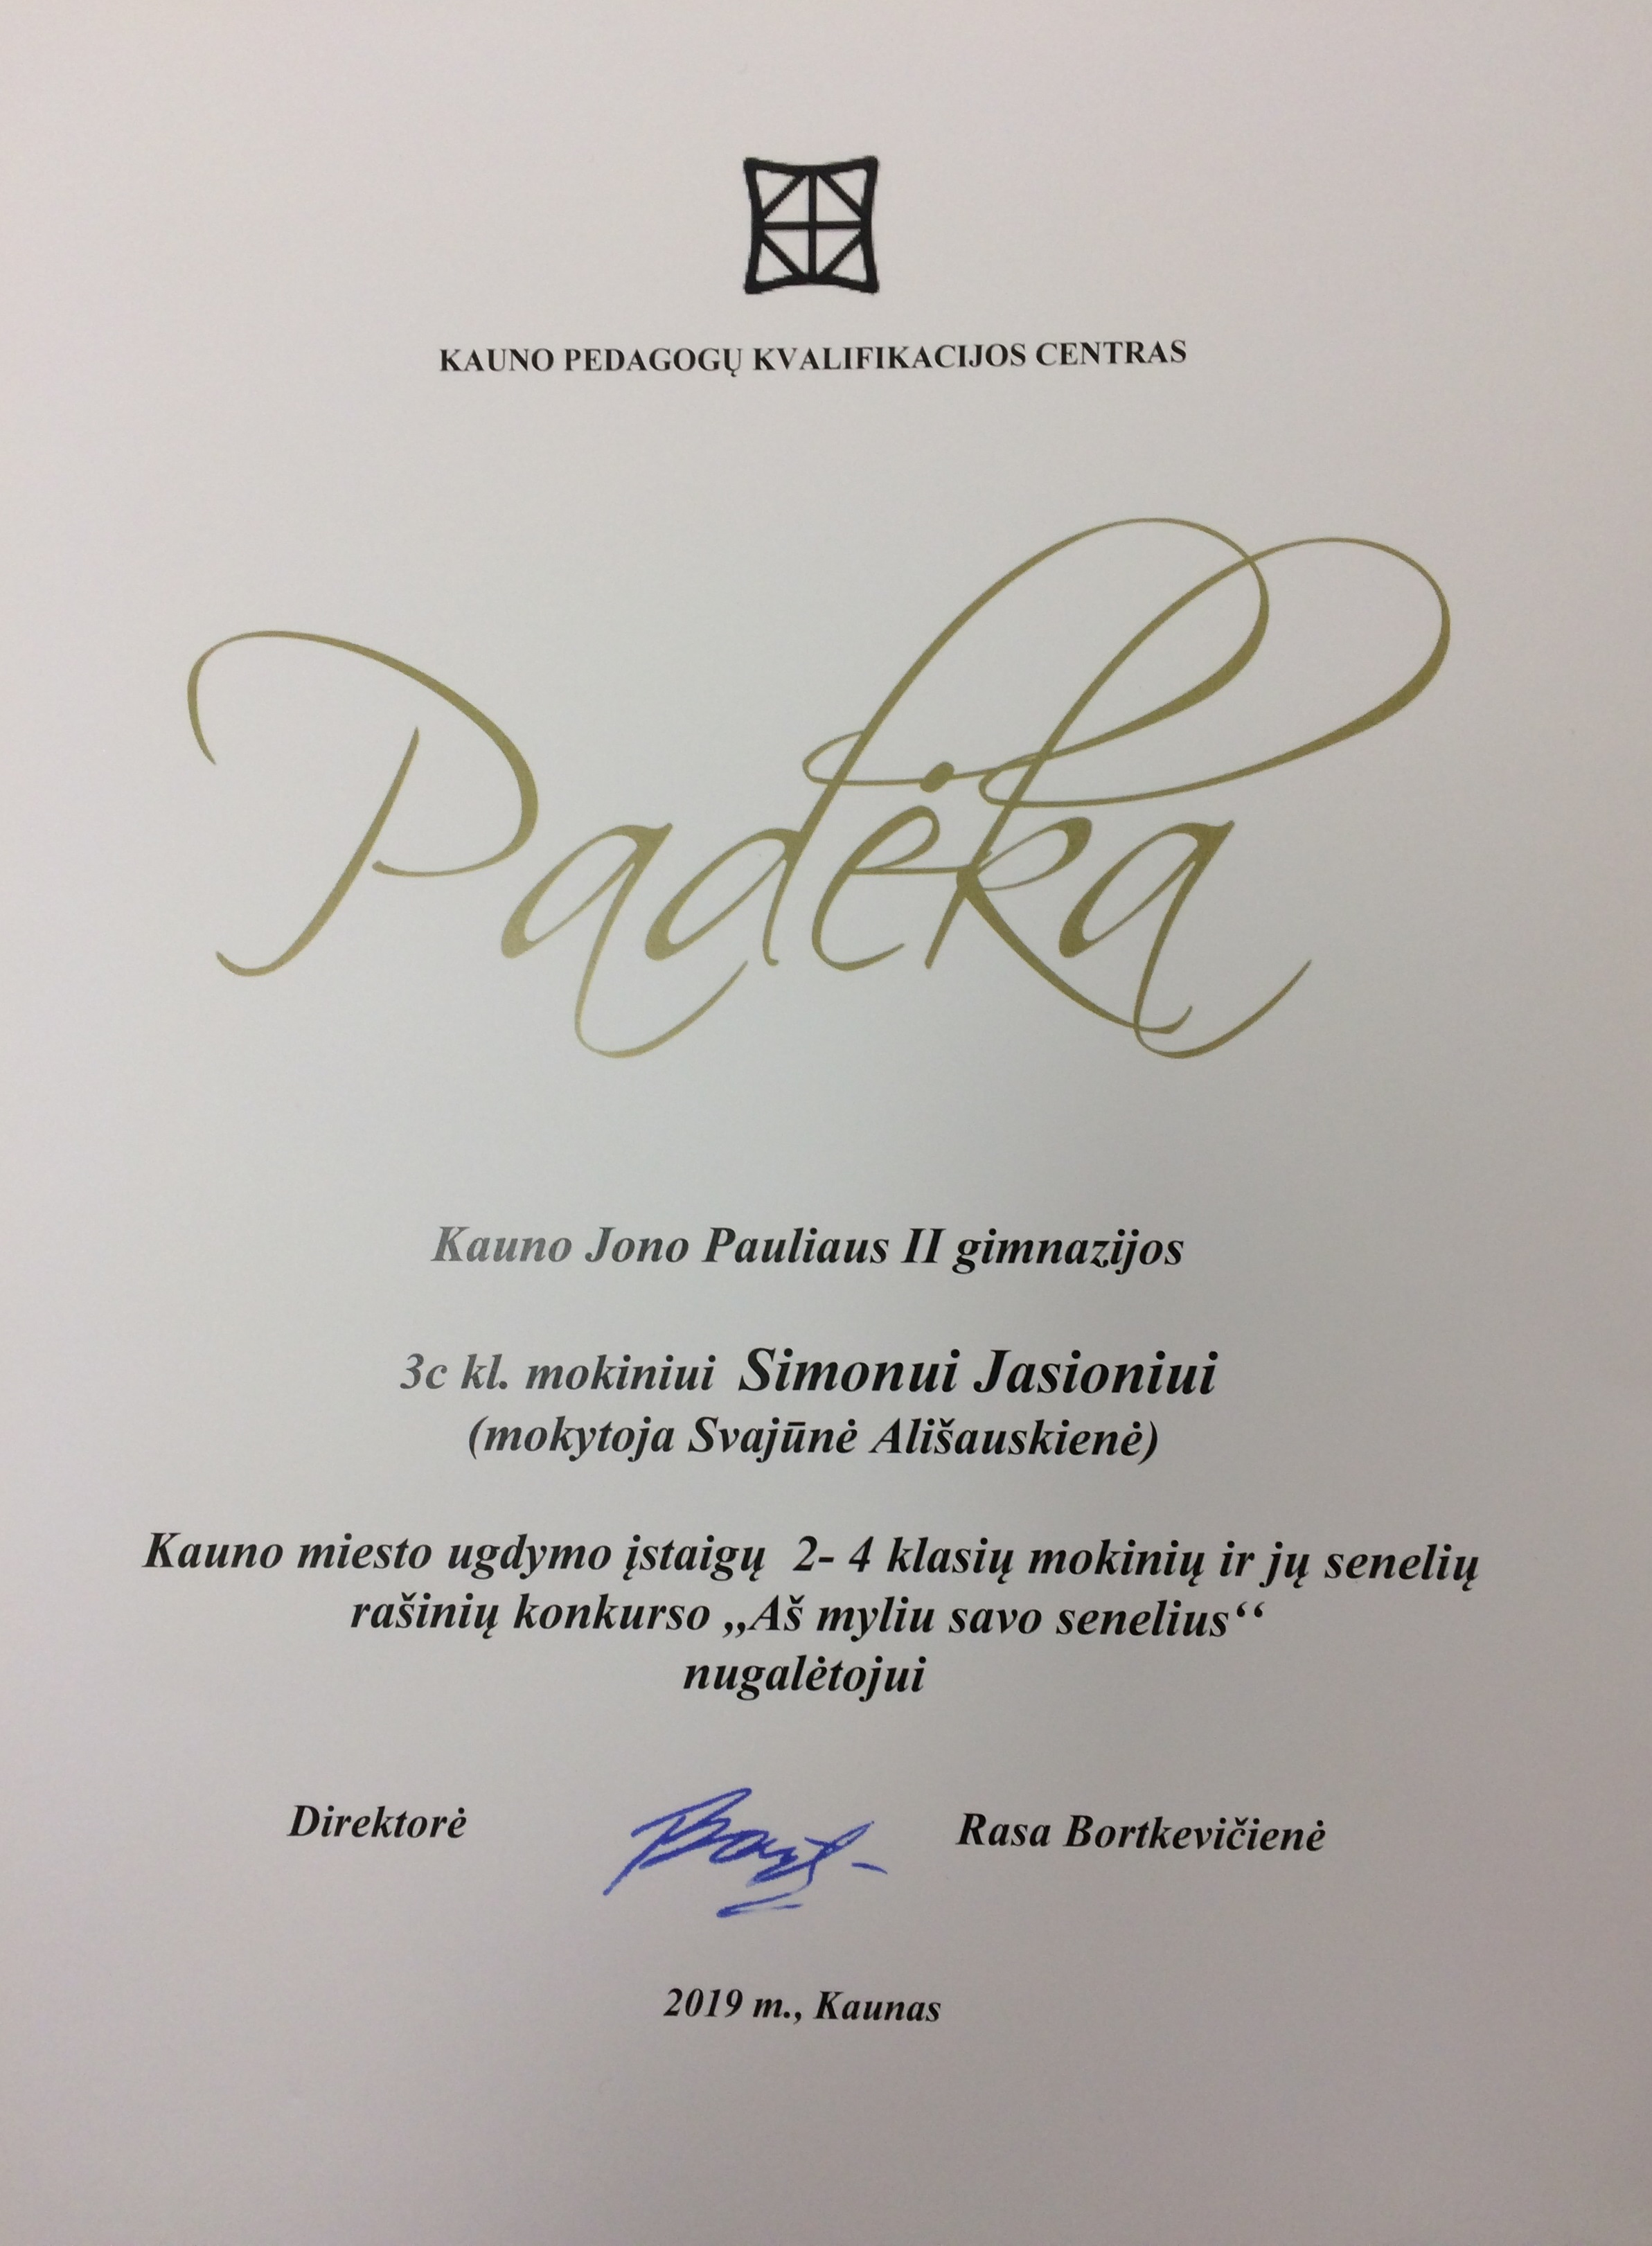 KAUNO PEDAGOGŲ KVALIFIKACIJOS CENTRAS
Padėka
Kauno Jono Pauliaus II gimnazijos
3c kl. mokiniui Simonui Jasioniui
(mokytoja Svajūnė Ališauskienė)
Kauno miesto ugdymo įstaigų 2- 4 klasių mokinių ir jų senelių
rašinių konkurso ,,Aš myliu savo senelius‘‘
nugalėtojui
Direktorė Rasa Bortkevičienė
2019 m., Kaunas